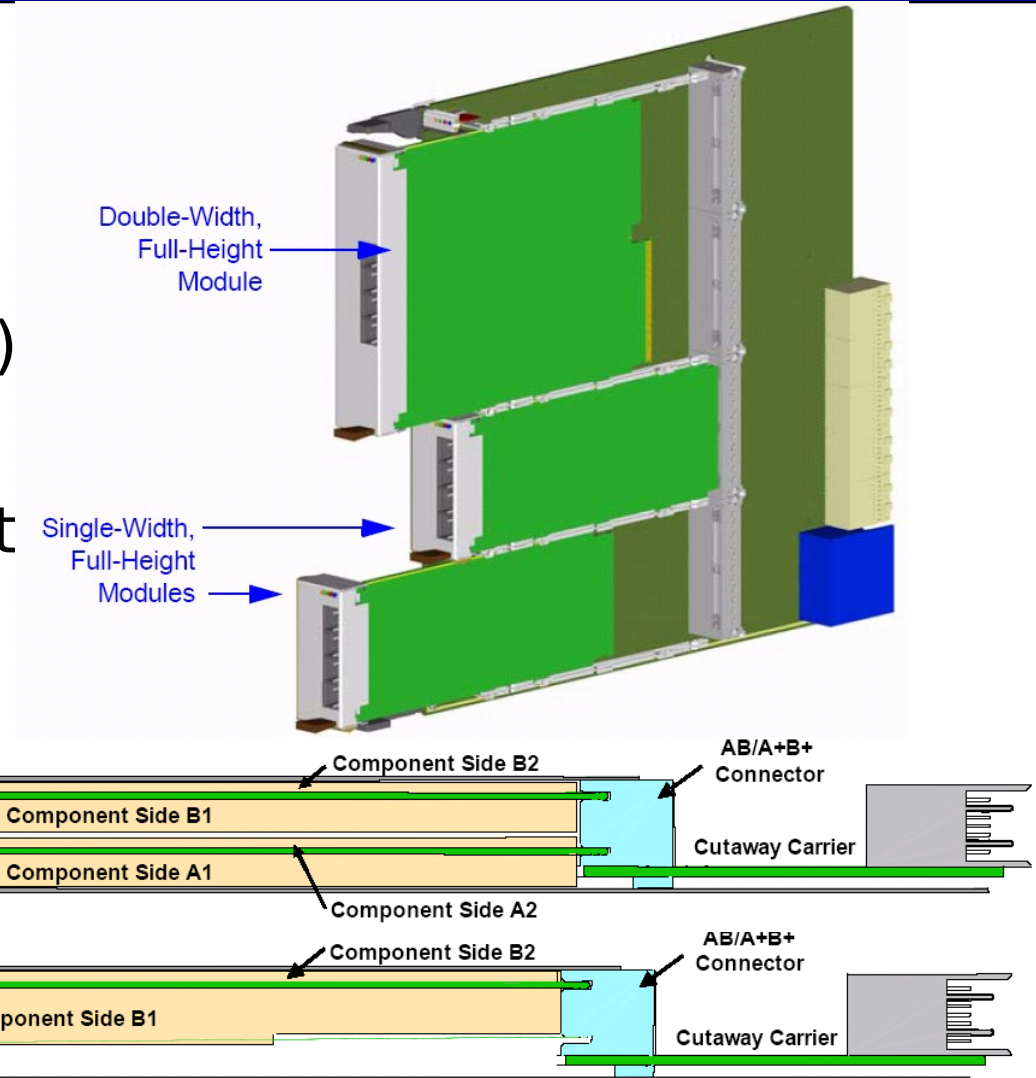 Double-Width,
Full-Height
Module
)
t
Single-Width,
Full-Height
Modules
Component Side B2
AB/A+B+
Connector
Component Side B1
Cutaway Carrier
Component Side A1
Component Side A2
Component Side B2
AB/A+B+
Connector
ponent Side B1
Cutaway Carrier